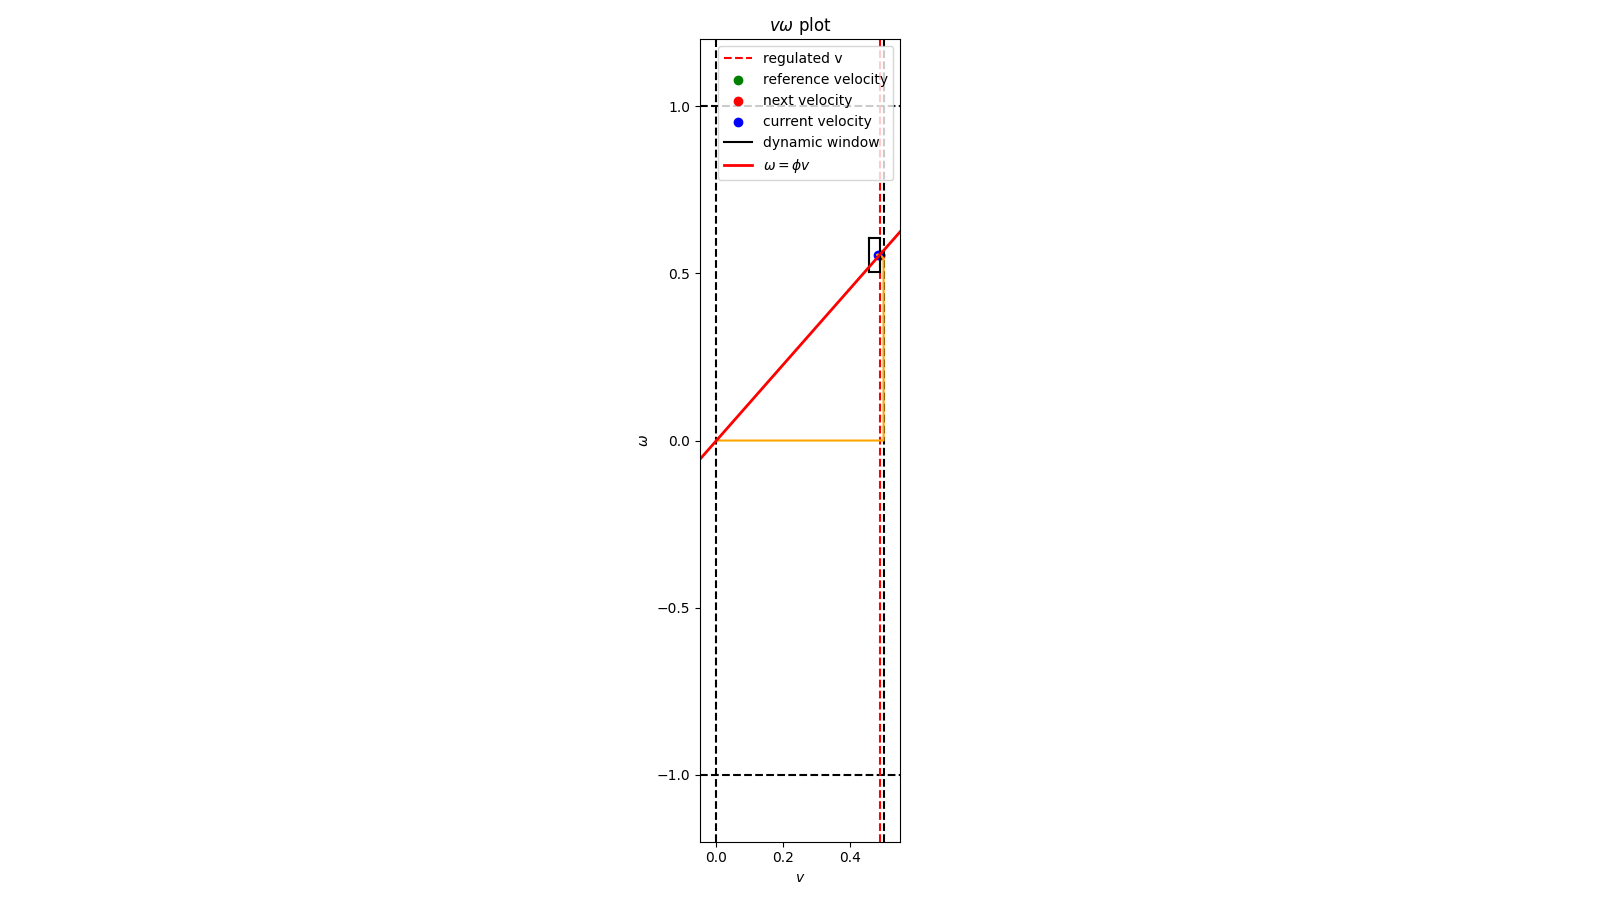 vω plot
regulated v
reference velocity
next velocity
current velocity
dynamic window
ω = ϕv
1.0
0.5
0.0
−0.5
−1.0
ω
0.0 0.2 0.4
v